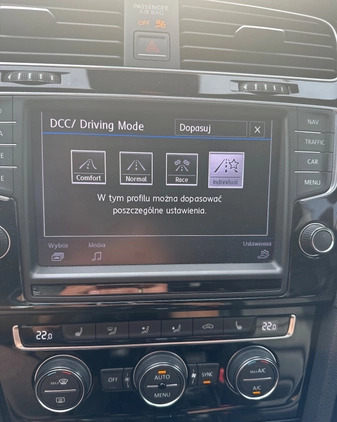 PASSENGER
AIR BAG
OFF
DCC/ Driving Mode
Dopasuj
X
Comfort
Normal
Race
Individual
W tym profilu można dopasować
poszczególne ustawienia.
Wybór
Media
Ustawienia
NAV
TRAFFIC
CAR
MENU
22.0
22.0
OFF
AUTO
MENU
SYNC
MAX A/C
A/C